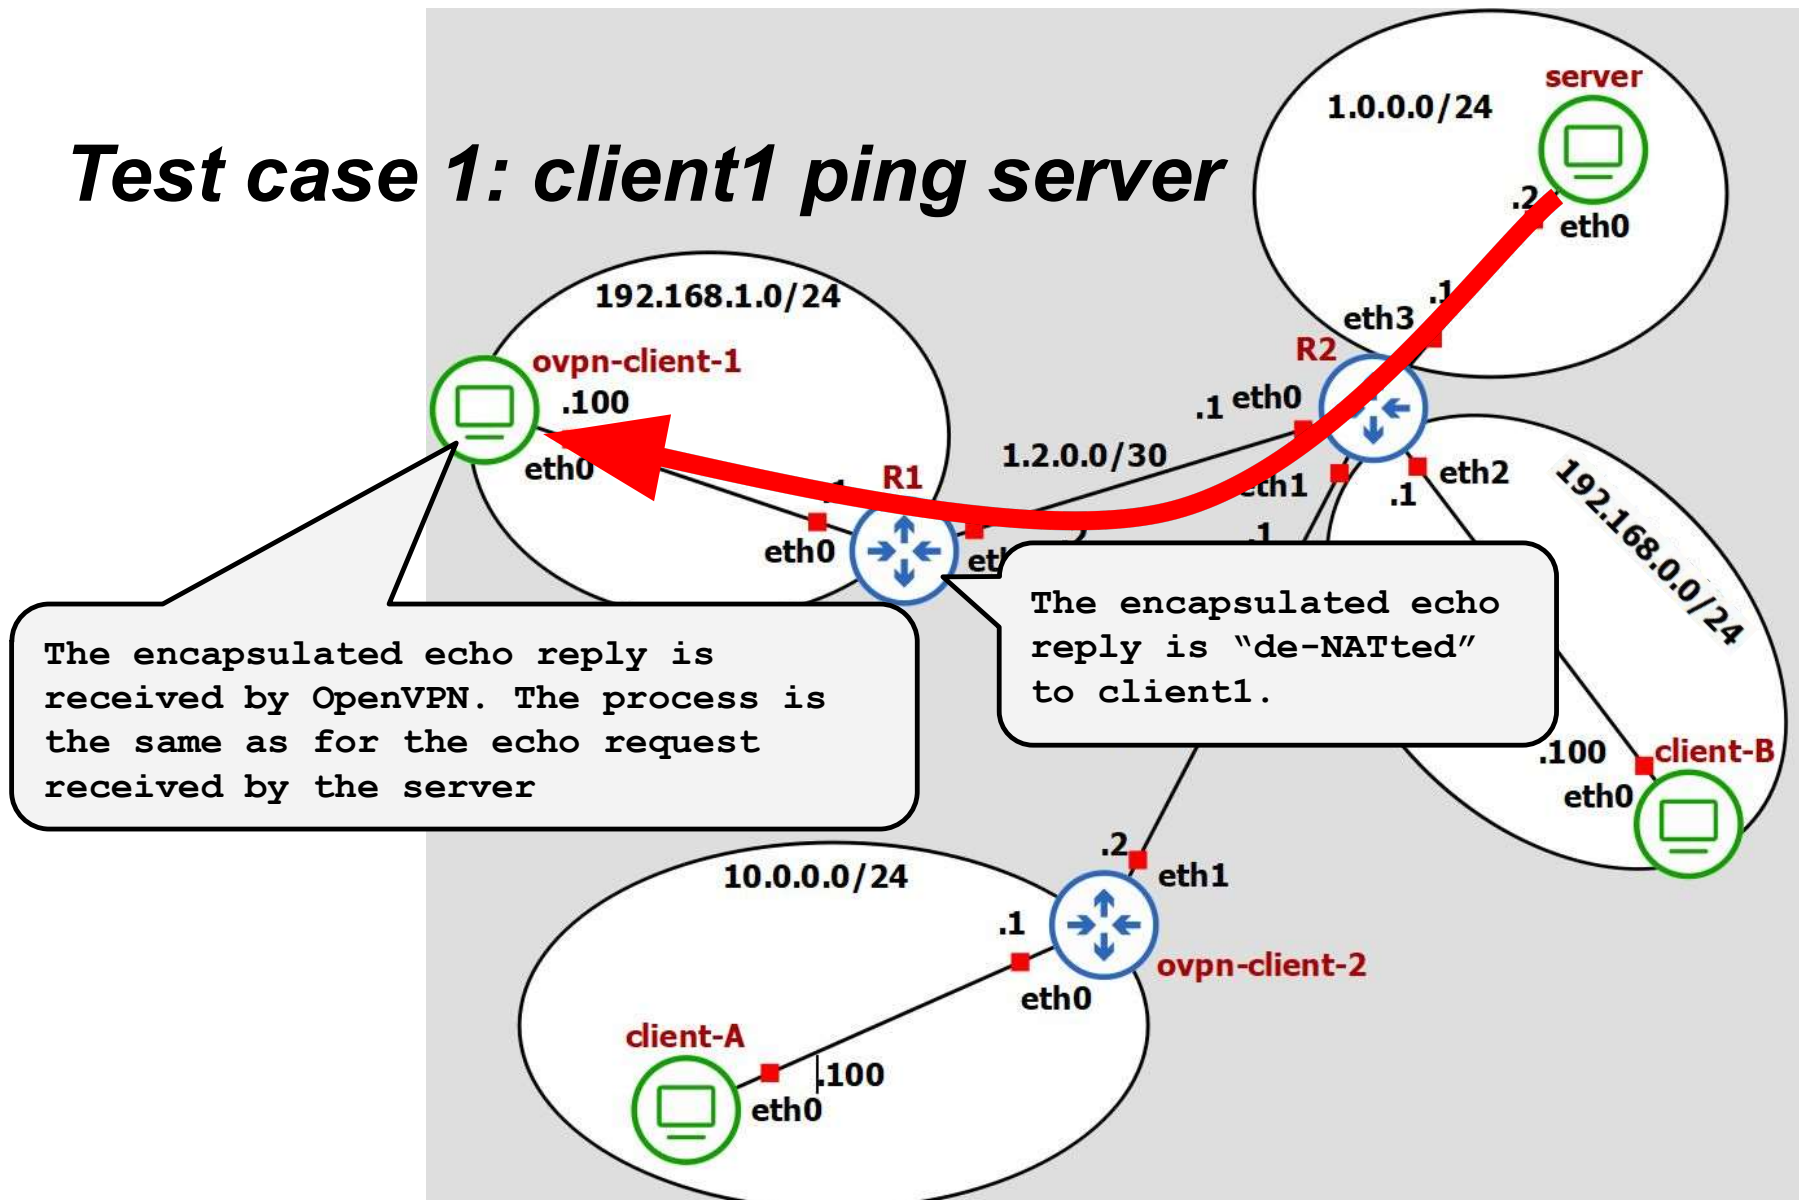 Test case 1: client1 ping server
server
1.0.0.0/24
.2
eth0
.1
eth3
R2
192.168.1.0/24
ovpn-client-1
.100
eth0
.1 eth0
1.2.0.0/30
R1
.1
eth0
eth1
.1
eth2
.1
192.168.0.0/24
The encapsulated echo
reply is “de-NATted”
to client1.
The encapsulated echo reply is
received by OpenVPN. The process is
the same as for the echo request
received by the server
.100
client-B
eth0
.2
eth1
10.0.0.0/24
.1
ovpn-client-2
eth0
client-A
.100
eth0